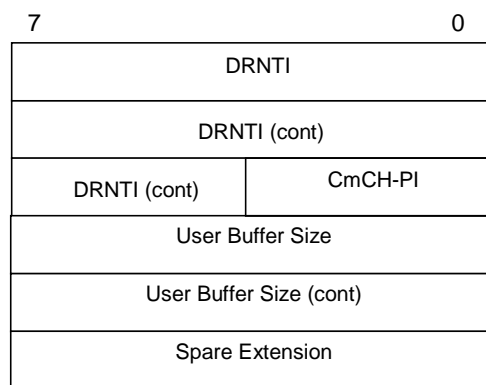 7 0
DRNTI
DRNTI (cont)
DRNTI (cont) CmCH-PI
User Buffer Size
User Buffer Size (cont)
Spare Extension